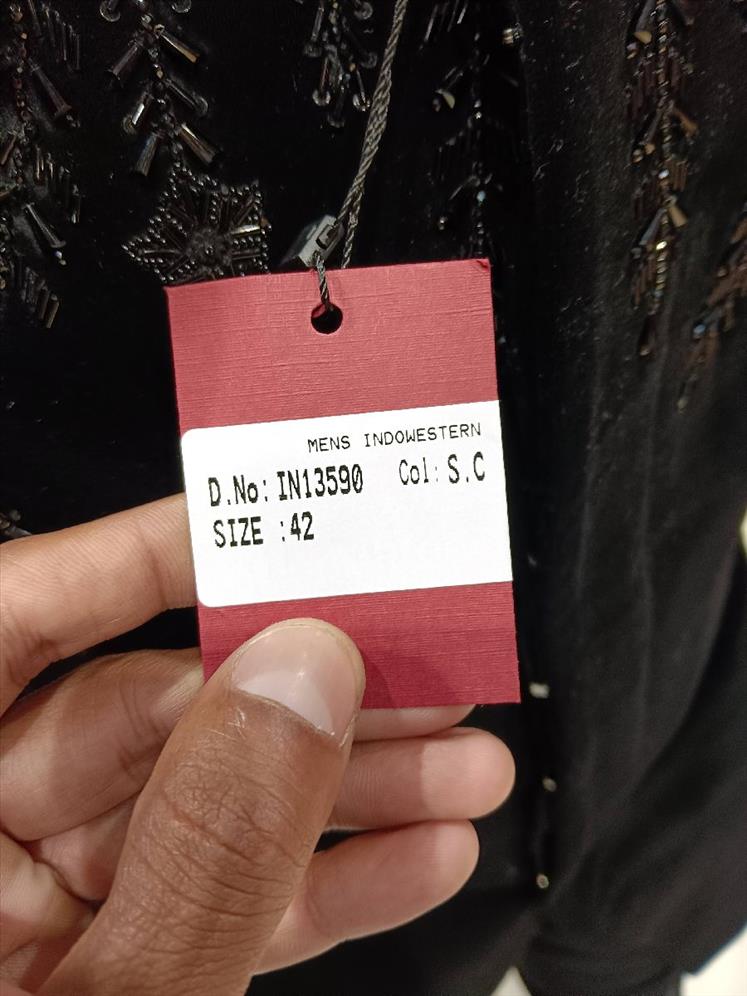 MENS INDOWESTERN
D.No: IN13590 Col: S.C
SIZE :42